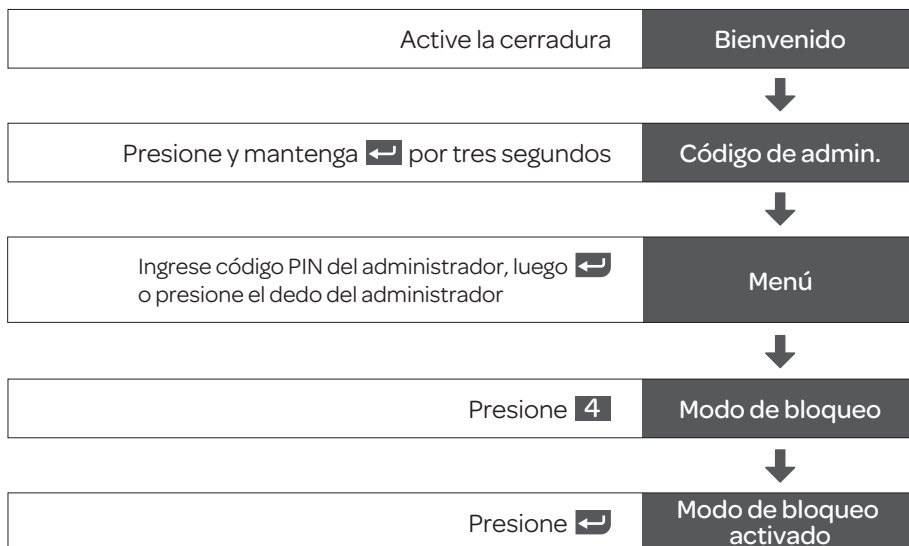 Active la cerradura Bienvenido
Presione y mantenga por tres segundos Código de admin.
Ingrese código PIN del administrador, luego
o presione el dedo del administrador
Menú
Presione 4 Modo de bloqueo
Presione Modo de bloqueo
activado